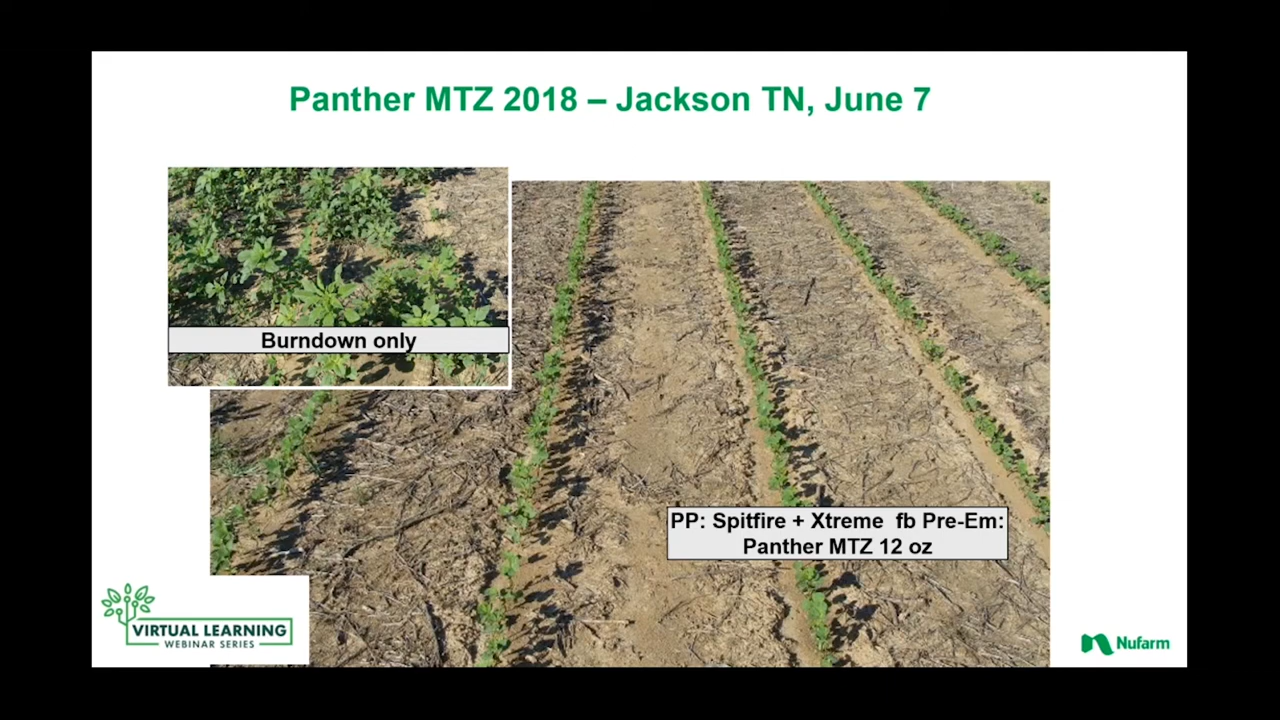 Panther MTZ 2018 – Jackson TN, June 7
Burndown only
PP: Spitfire + Xtreme fb Pre-Em:
Panther MTZ 12 oz
VIRTUAL LEARNING
WEBINAR SERIES
Nufarm